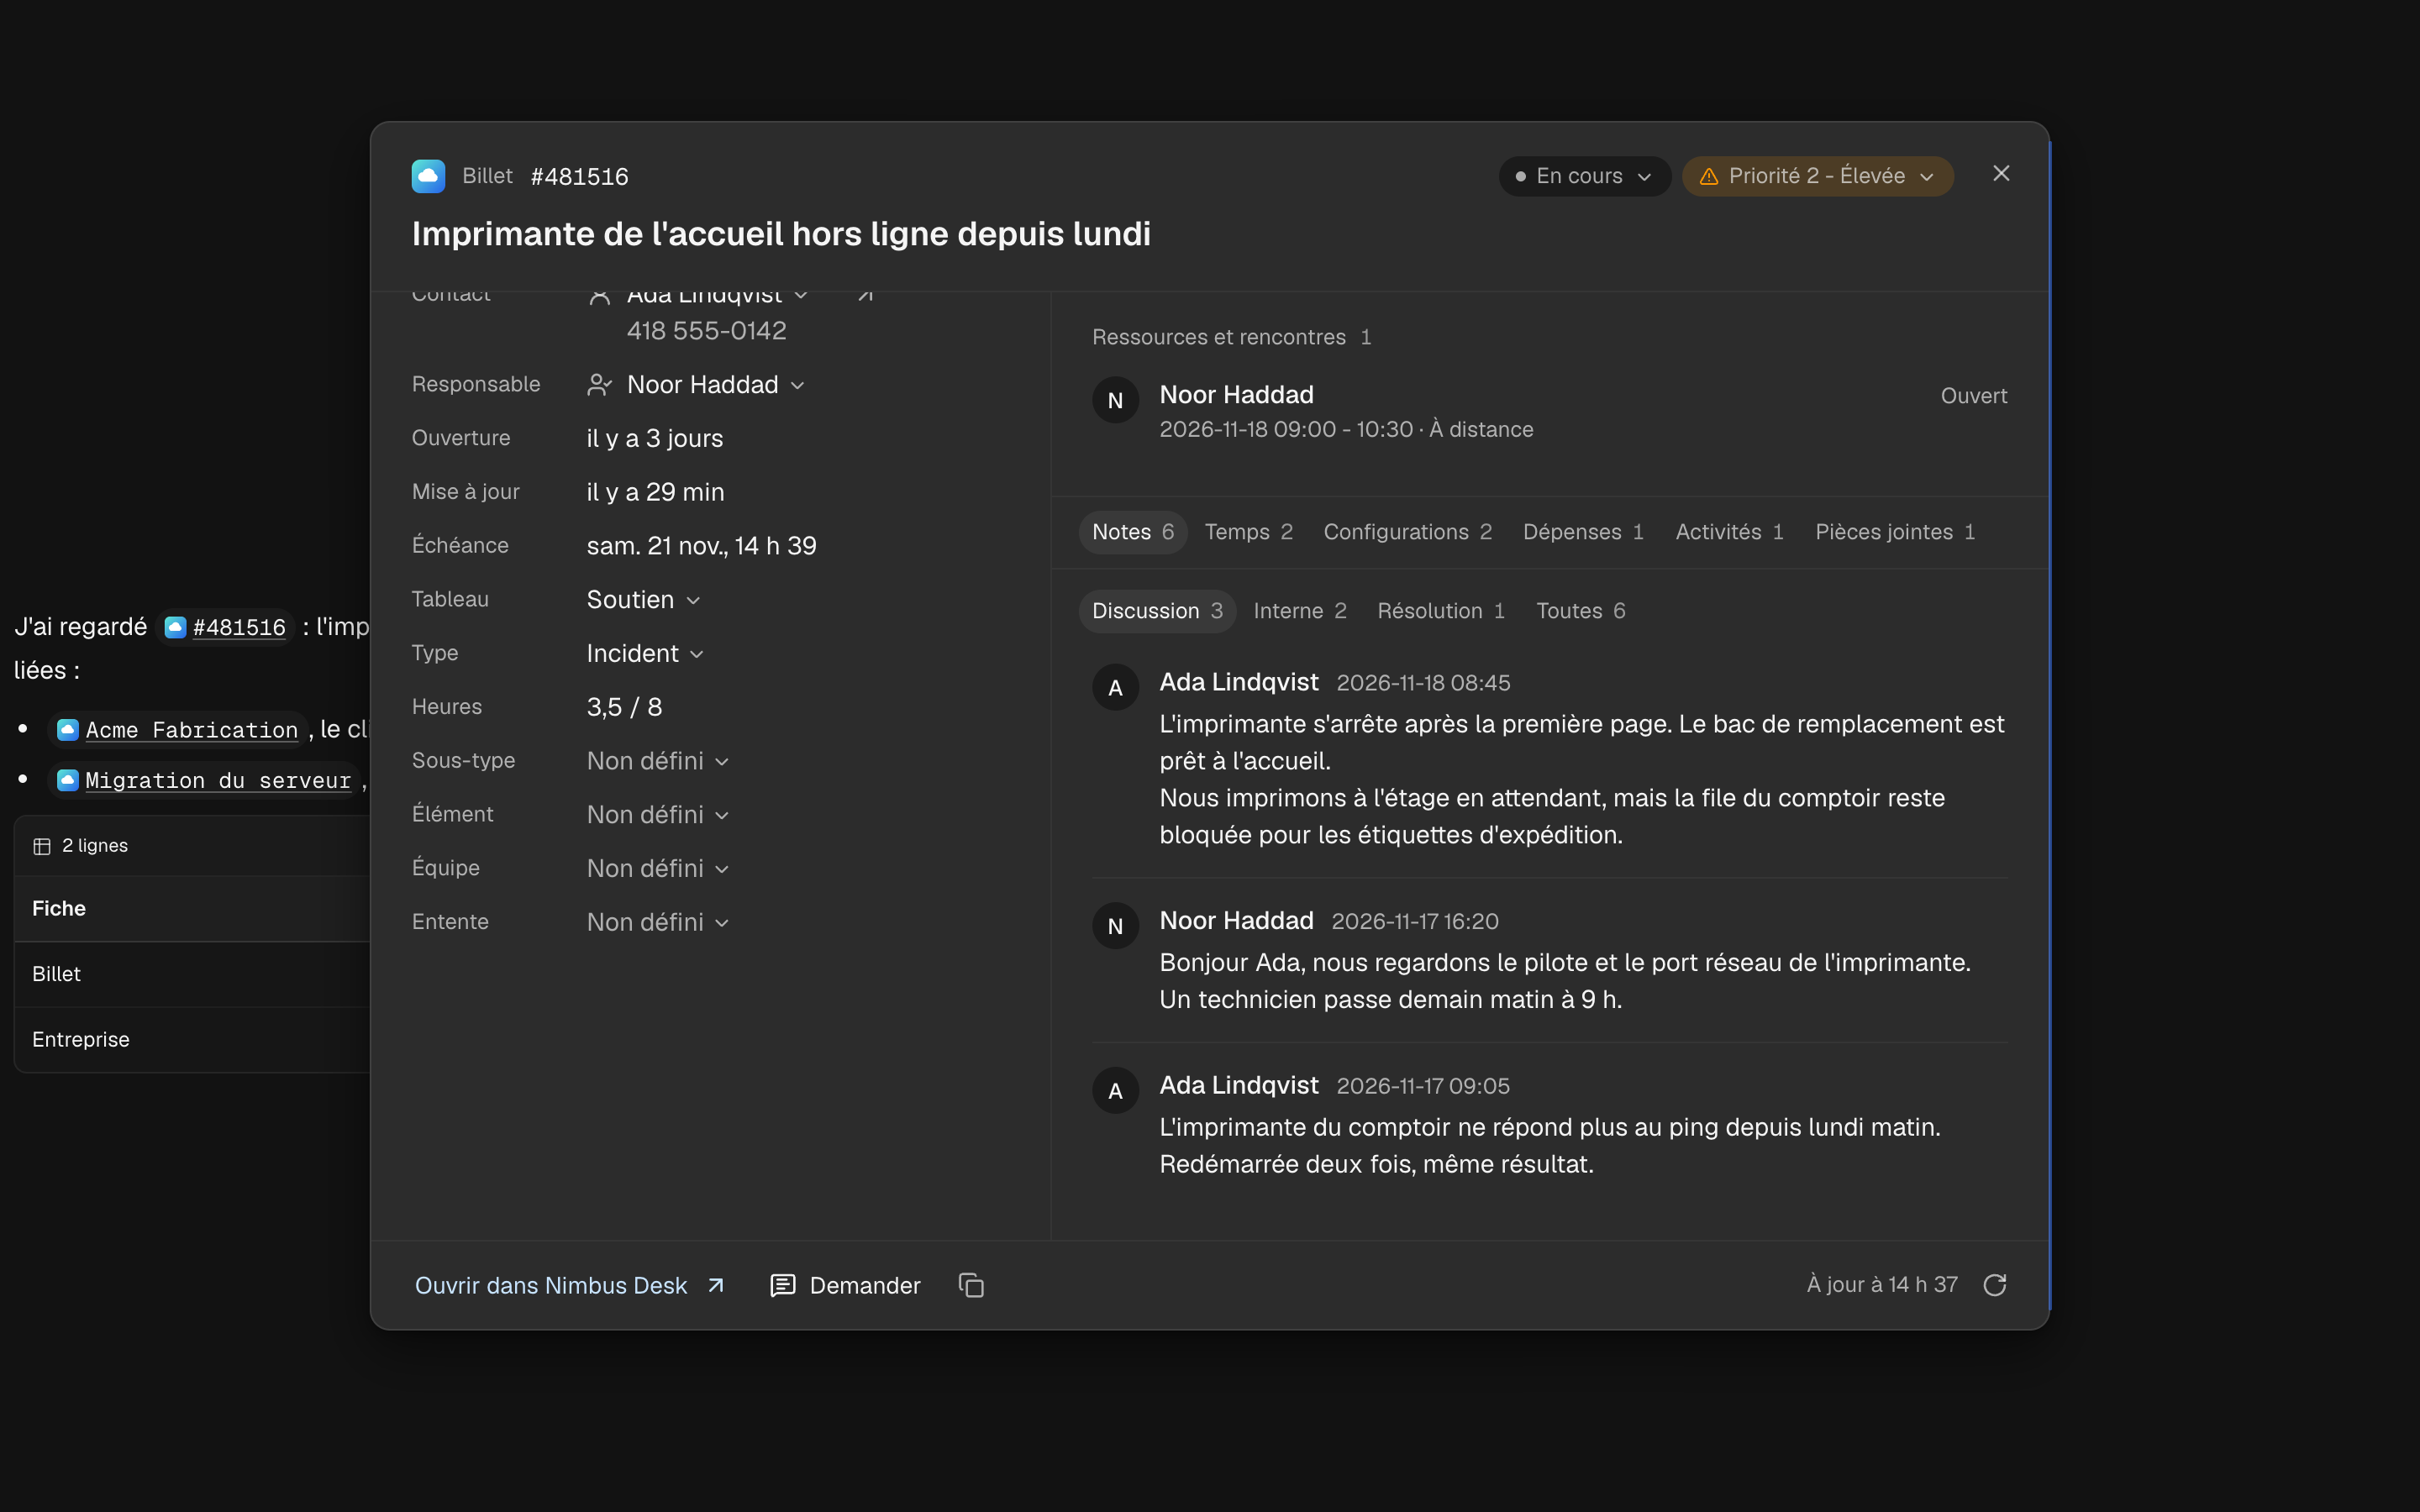 Billet #481516
En cours
Priorité 2 - Élevée
Imprimante de l'accueil hors ligne depuis lundi
Contact Ada Lindqvist
418 555-0142
Responsable Noor Haddad
Ouverture il y a 3 jours
Mise à jour il y a 29 min
Échéance sam. 21 nov., 14 h 39
Tableau Soutien
Type Incident
Heures 3,5 / 8
Sous-type Non défini
Élément Non défini
Équipe Non défini
Entente Non défini
Ressources et rencontres 1
N
Noor Haddad
Ouvert
2026-11-18 09:00 - 10:30 · À distance
Notes 6 Temps 2 Configurations 2 Dépenses 1 Activités 1 Pièces jointes 1
Discussion 3 Interne 2 Résolution 1 Toutes 6
A
Ada Lindqvist 2026-11-18 08:45
L'imprimante s'arrête après la première page. Le bac de remplacement est
prêt à l'accueil.
Nous imprimons à l'étage en attendant, mais la file du comptoir reste
bloquée pour les étiquettes d'expédition.
N
Noor Haddad 2026-11-17 16:20
Bonjour Ada, nous regardons le pilote et le port réseau de l'imprimante.
Un technicien passe demain matin à 9 h.
A
Ada Lindqvist 2026-11-17 09:05
L'imprimante du comptoir ne répond plus au ping depuis lundi matin.
Redémarrée deux fois, même résultat.
Ouvrir dans Nimbus Desk
Demander
À jour à 14 h 37
J'ai regardé #481516 : l'imp
liées :
• Acme Fabrication , le cli
• Migration du serveur ,
2 lignes
Fiche
Billet
Entreprise